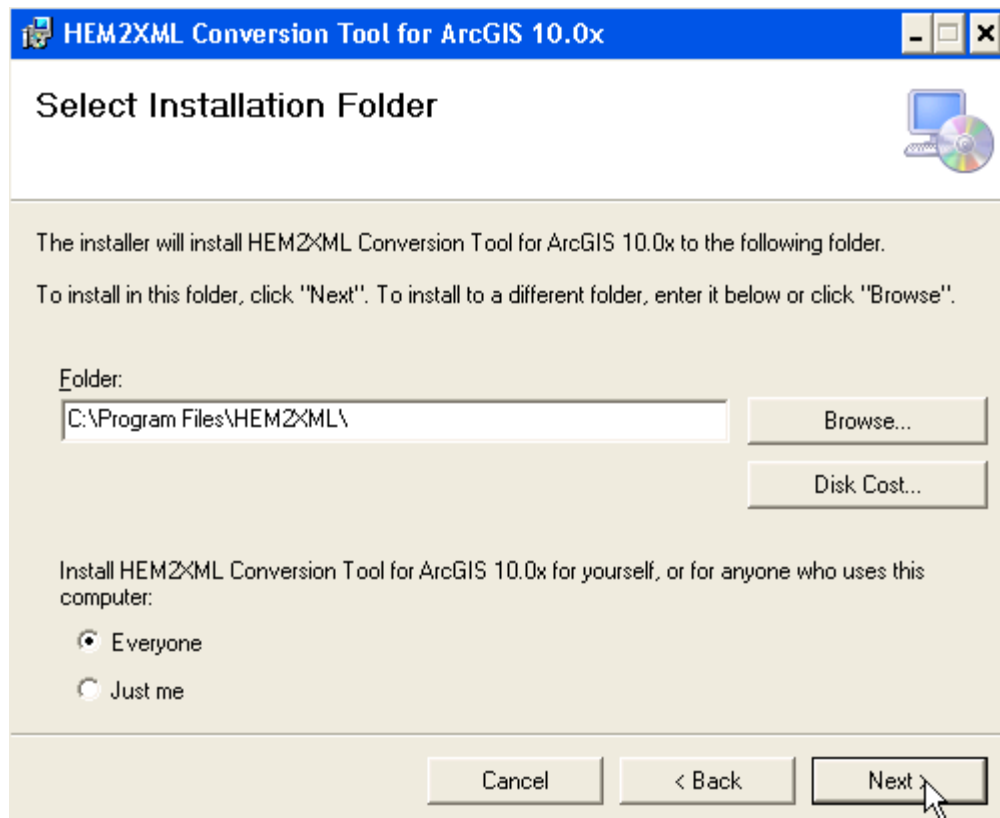 HEM2XML Conversion Tool for ArcGIS 10.0x
Select Installation Folder
The installer will install HEM2XML Conversion Tool for ArcGIS 10.0x to the following folder.
To install in this folder, click "Next". To install to a different folder, enter it below or click "Browse".
Folder:
C:\Program Files\HEM2XML\
Browse...
Disk Cost...
Install HEM2XML Conversion Tool for ArcGIS 10.0x for yourself, or for anyone who uses this
computer:
Everyone
Just me
Cancel
< Back
Next >